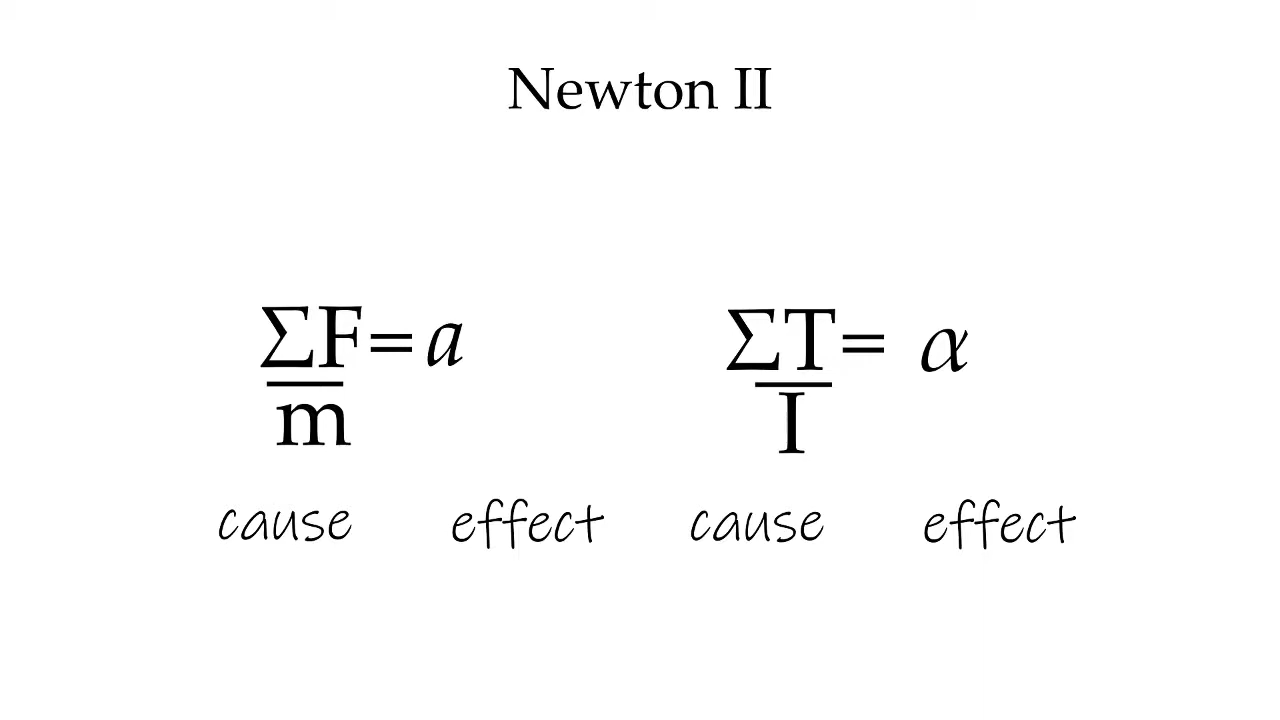 Newton II
ΣF = a
m
ΣT = α
I
cause effect cause effect